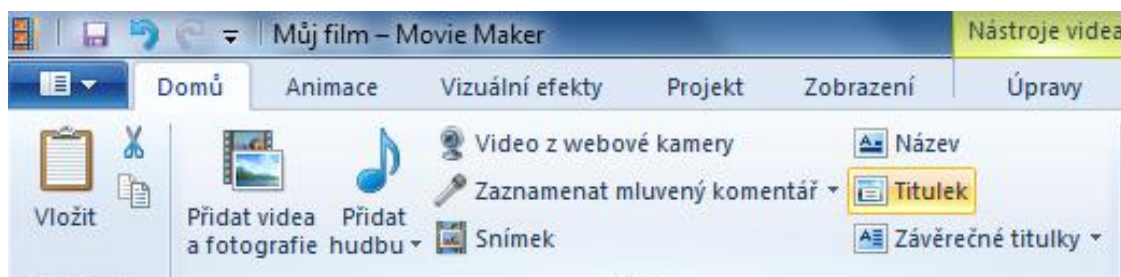 Můj film – Movie Maker
Nástroje videa
Domů
Animace
Vizuální efekty
Projekt
Zobrazení
Úpravy
Vložit
Přidat videa
a fotografie
Přidat
hudbu
Video z webové kamery
Zaznamenat mluvený komentář
Snímek
Název
Titulek
Závěrečné titulky